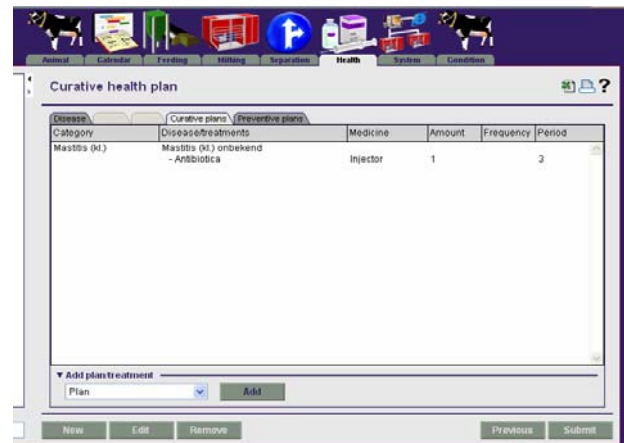 Animal Calendar Feeding Milking Separation Health System Condition
Curative health plan ?
Disease Curative plans Preventive plans
Category Disease/treatments Medicine Amount Frequency Period
Mastitis (kl.) Mastitis (kl.) onbekend
- Antibiotica Injector 1 3
▼ Add plan treatment
Plan Add
New Edit Remove Previous Submit